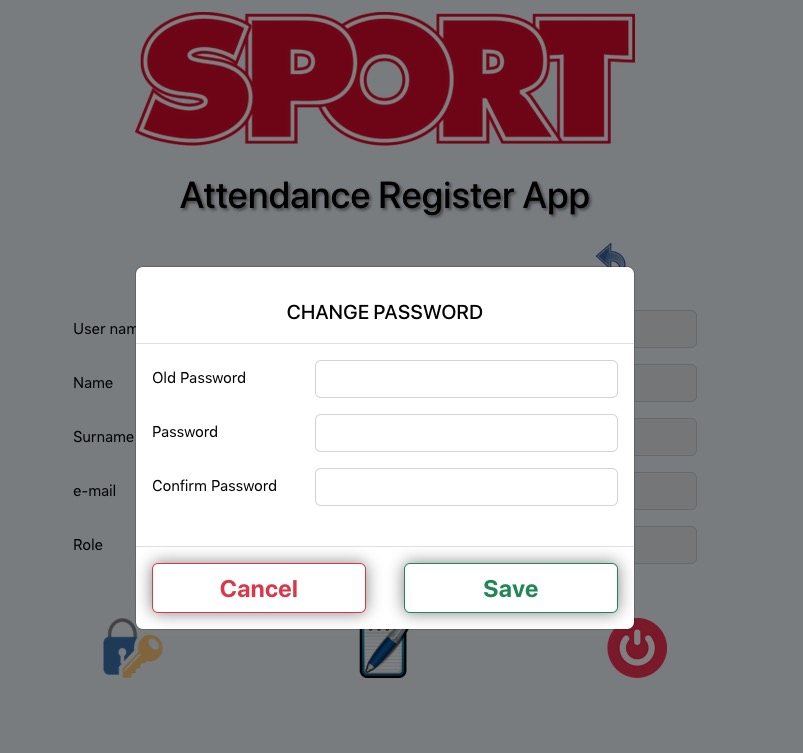 SPORT
Attendance Register App
CHANGE PASSWORD
User nam
Old Password
Name
Password
Surname
Confirm Password
e-mail
Role
Cancel
Save